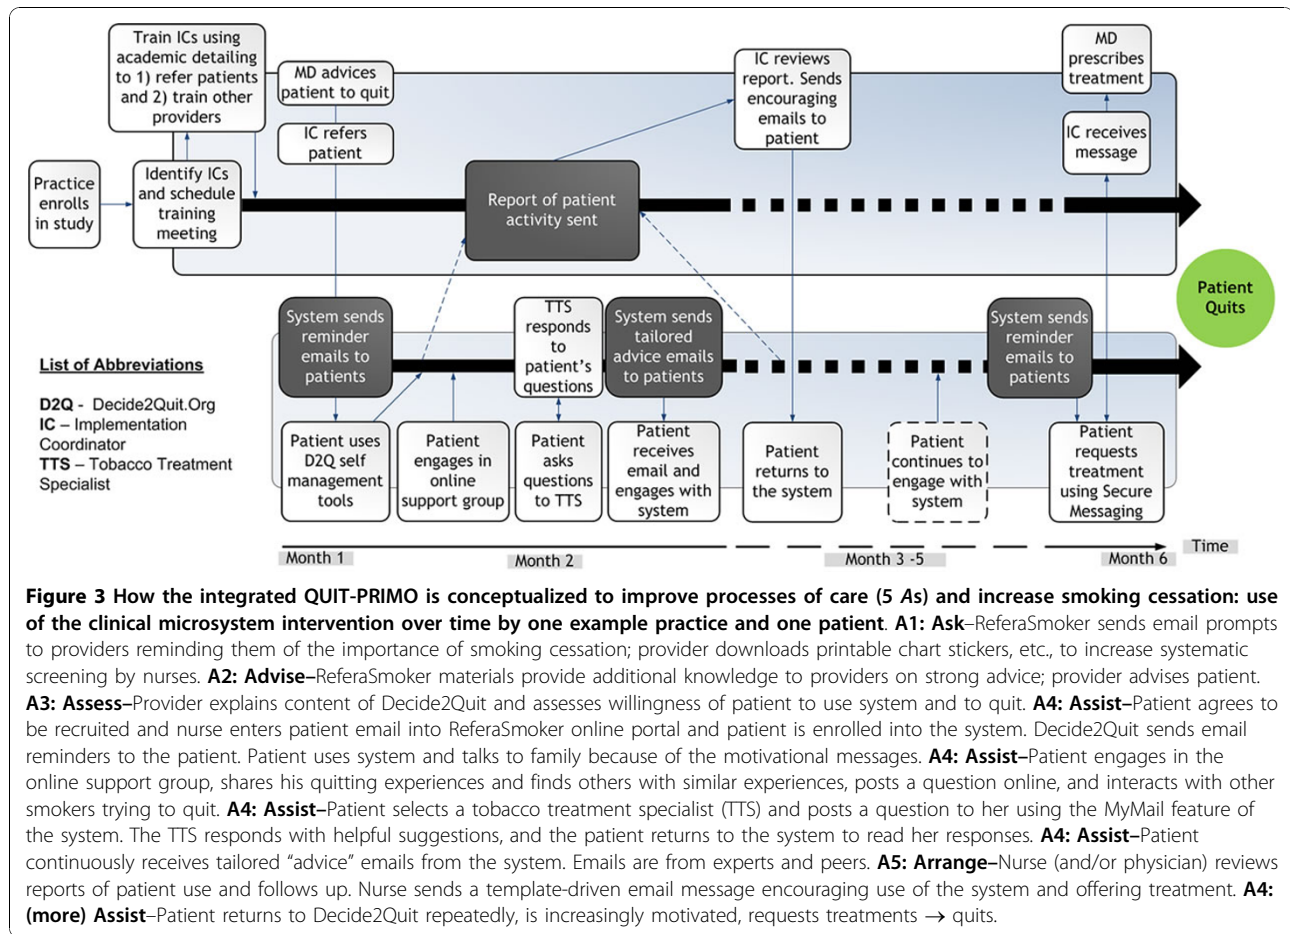 Train ICs using
academic detailing
to 1) refer patients
and 2) train other
providers
MD advices
patient to quit
IC refers
patient
IC reviews
report. Sends
encouraging
emails to
patient
MD
prescribes
treatment
IC receives
message
Practice
enrolls
in study
Identify ICs
and schedule
training
meeting
Report of patient
activity sent
Patient
Quits
System sends
reminder
emails to
patients
TTS
responds
to
patient’s
questions
System sends
tailored
advice emails
to patients
System sends
reminder
emails to
patients
List of Abbreviations
D2Q - Decide2Quit.Org
IC – Implementation
Coordinator
TTS – Tobacco Treatment
Specialist
Patient uses
D2Q self
management
tools
Patient
engages in
online
support group
Patient
asks
questions
to TTS
Patient
receives
email and
engages with
system
Patient
returns to
the system
Patient
continues to
engage with
system
Patient
requests
treatment
using Secure
Messaging
Month 1
Month 2
Month 3 -5
Month 6
Time
Figure 3 How the integrated QUIT-PRIMO is conceptualized to improve processes of care (5 As) and increase smoking cessation: use
of the clinical microsystem intervention over time by one example practice and one patient. A1: Ask–ReferaSmoker sends email prompts
to providers reminding them of the importance of smoking cessation; provider downloads printable chart stickers, etc., to increase systematic
screening by nurses. A2: Advise–ReferaSmoker materials provide additional knowledge to providers on strong advice; provider advises patient.
A3: Assess–Provider explains content of Decide2Quit and assesses willingness of patient to use system and to quit. A4: Assist–Patient agrees to
be recruited and nurse enters patient email into ReferaSmoker online portal and patient is enrolled into the system. Decide2Quit sends email
reminders to the patient. Patient uses system and talks to family because of the motivational messages. A4: Assist–Patient engages in the
online support group, shares his quitting experiences and finds others with similar experiences, posts a question online, and interacts with other
smokers trying to quit. A4: Assist–Patient selects a tobacco treatment specialist (TTS) and posts a question to her using the MyMail feature of
the system. The TTS responds with helpful suggestions, and the patient returns to the system to read her responses. A4: Assist–Patient
continuously receives tailored “advice” emails from the system. Emails are from experts and peers. A5: Arrange–Nurse (and/or physician) reviews
reports of patient use and follows up. Nurse sends a template-driven email message encouraging use of the system and offering treatment. A4:
(more) Assist–Patient returns to Decide2Quit repeatedly, is increasingly motivated, requests treatments → quits.